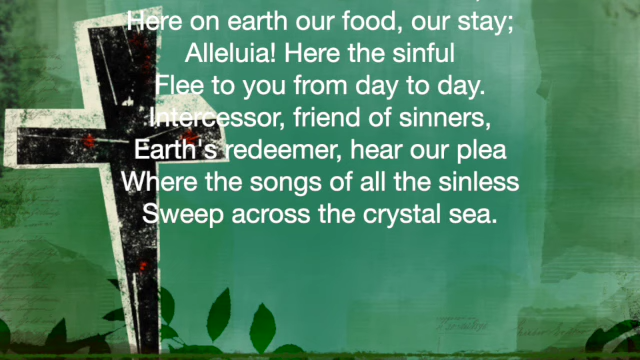 Here on earth our food, our stay;
Alleluia! Here the sinful
Flee to you from day to day.
Intercessor, friend of sinners,
Earth's redeemer, hear our plea
Where the songs of all the sinless
Sweep across the crystal sea.